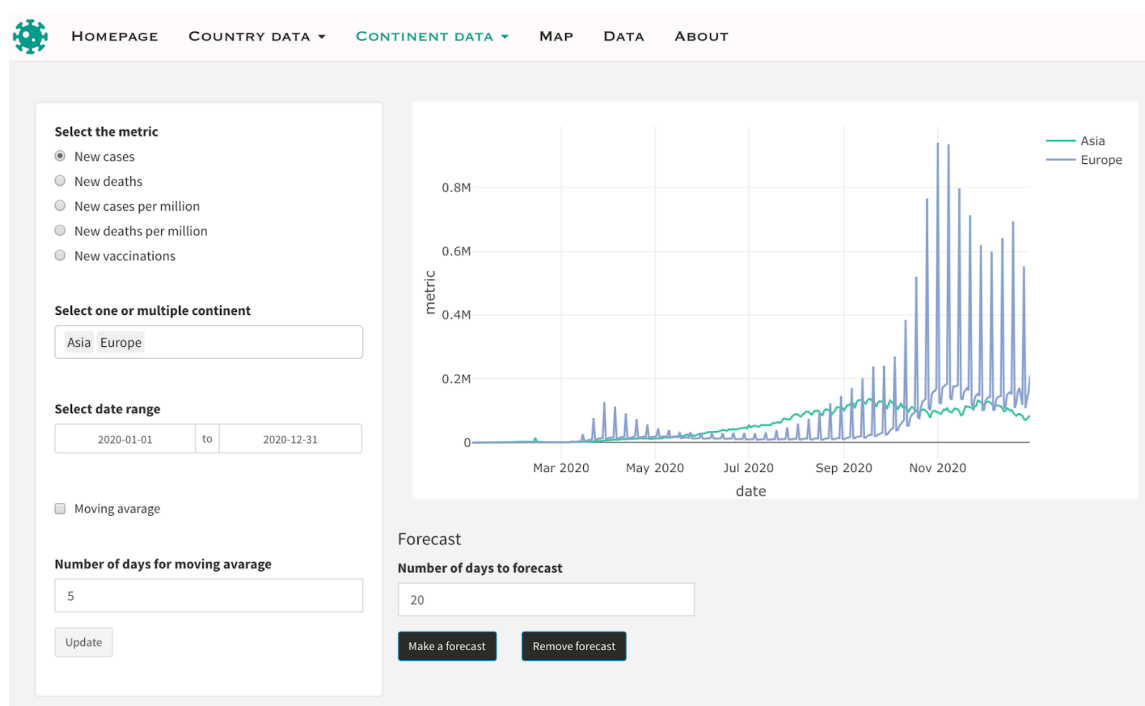 HOMEPAGE COUNTRY DATA CONTINENT DATA MAP DATA ABOUT
Select the metric
New cases
New deaths
New cases per million
New deaths per million
New vaccinations
Select one or multiple continent
Asia Europe
Select date range
2020-01-01 to 2020-12-31
Moving avarage
Number of days for moving avarage
5
Update
Asia
Europe
0.8M
0.6M
0.4M
0.2M
0
metric
Mar 2020 May 2020 Jul 2020 Sep 2020 Nov 2020
date
Forecast
Number of days to forecast
20
Make a forecast Remove forecast